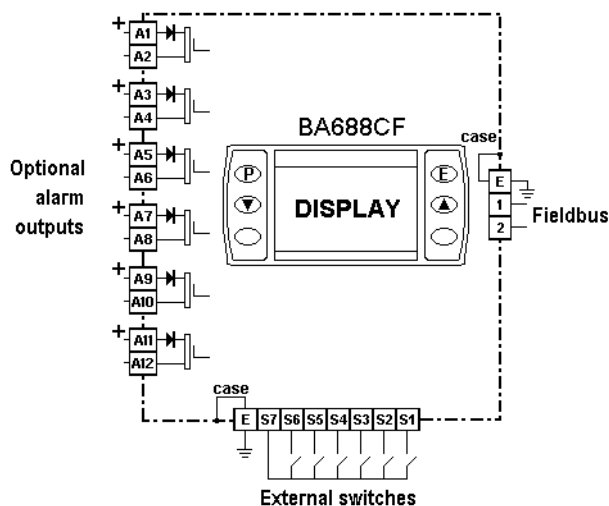 + A1
A2
+ A3
A4
+ A5
A6
+ A7
A8
+ A9
A10
+ A11
A12
Optional
alarm
outputs
BA688CF
P
E
DISPLAY
case
E
1
2
Fieldbus
case
E S7 S6 S5 S4 S3 S2 S1
External switches